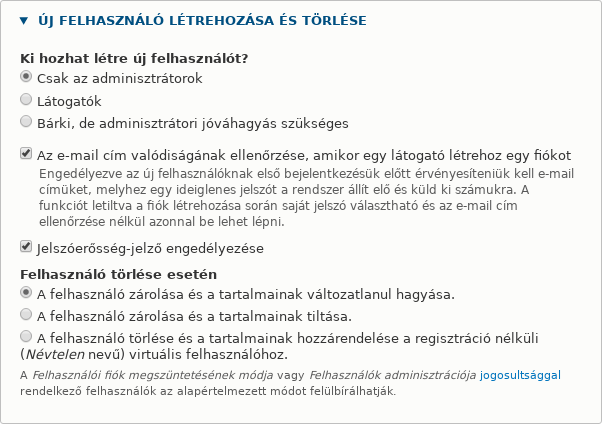 ÚJ FELHASZNÁLÓ LÉTREHOZÁSA ÉS TÖRLÉSE
Ki hozhat létre új felhasználót?
Csak az adminisztrátorok
Látogatók
Bárki, de adminisztrátori jóváhagyás szükséges
Az e-mail cím valódiságának ellenőrzése, amikor egy látogató létrehoz egy fiókot
Engedélyezve az új felhasználóknak első bejelentkezésük előtt érvényesíteniük kell e-mail
címüket, melyhez egy ideiglenes jelszót a rendszer állít elő és küld ki számukra. A
funkciót letiltva a fiók létrehozása során saját jelszó választható és az e-mail cím
ellenőrzése nélkül azonnal be lehet lépni.
Jelszóerősség-jelző engedélyezése
Felhasználó törlése esetén
A felhasználó zárolása és a tartalmainak változatlanul hagyása.
A felhasználó zárolása és a tartalmainak tiltása.
A felhasználó törlése és a tartalmainak hozzárendelése a regisztráció nélküli
(Névtelen nevű) virtuális felhasználóhoz.
A Felhasználói fiók megszüntetésének módja vagy Felhasználók adminisztrációja jogosultsággal
rendelkező felhasználók az alapértelmezett módot felülbírálhatják.